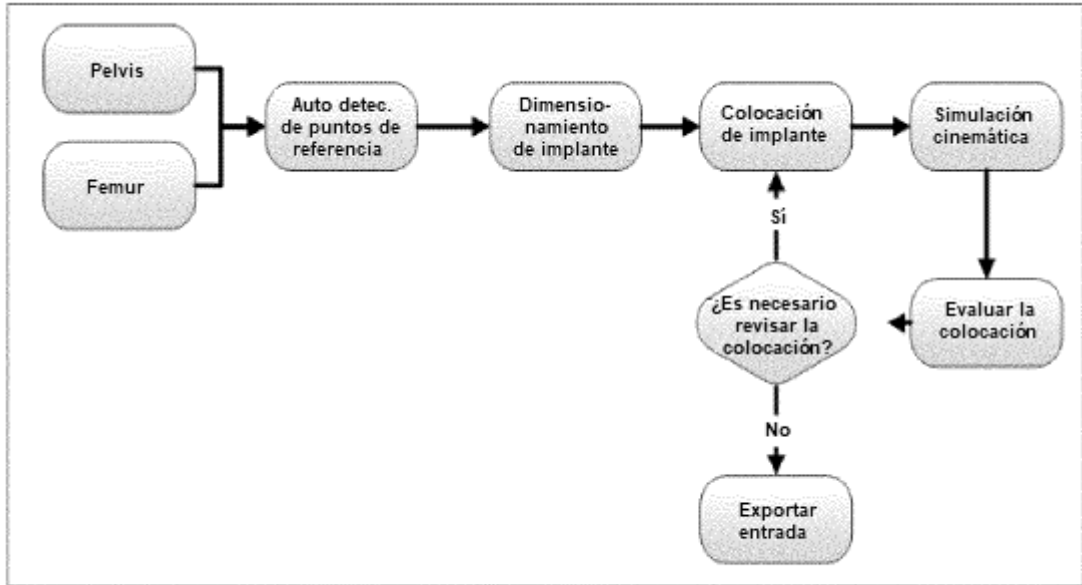 Pelvis
Femur
Auto detec.
de puntos de
referencia
Dimensio-
namiento
de implante
Colocación
de implante
Simulación
cinemática
Evaluar la
colocación
¿Es necesario
revisar la
colocación?
Sí
No
Exportar
entrada